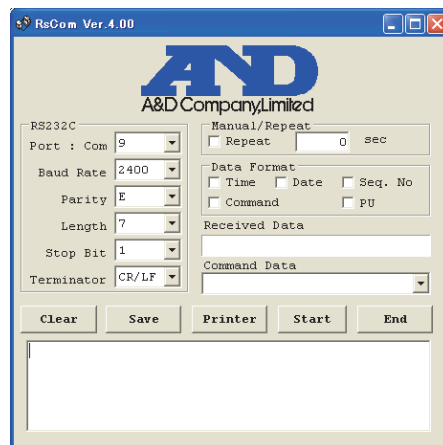 RsCom Ver.4.00
AND
A&D Company,Limited
RS232C
Port : Com 9
Baud Rate 2400
Parity E
Length 7
Stop Bit 1
Terminator CR/LF
Manual/Repeat
Repeat 0 sec
Data Format
Time Date Seq. No
Command PU
Received Data
Command Data
Clear Save Printer Start End